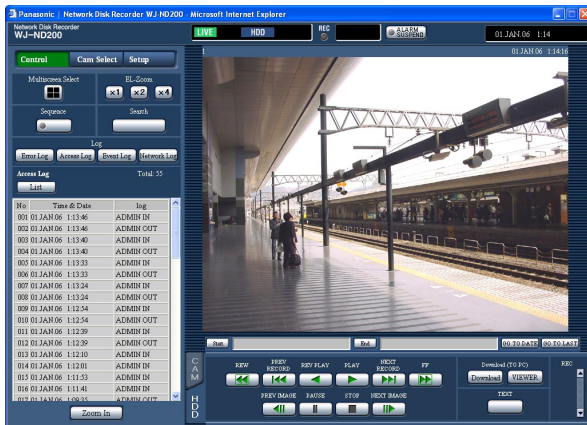 Panasonic | Network Disk Recorder WJ-ND200 - Microsoft Internet Explorer
Network Disk Recorder
WJ-ND200
LIVE HDD REC ALARM SUSPEND 01 JAN.06 1:14
Control Cam Select Setup
1 01 JAN.06 1:14:16
Multiscreen Select EL-Zoom
x1 x2 x4
Sequence Search
Log
Error Log Access Log Event Log Network Log
Access Log Total: 55
List
No Time & Date log
001 01 JAN.06 1:13:46 ADMIN IN
002 01 JAN.06 1:13:46 ADMIN OUT
003 01 JAN.06 1:13:40 ADMIN IN
004 01 JAN.06 1:13:40 ADMIN OUT
005 01 JAN.06 1:13:33 ADMIN IN
006 01 JAN.06 1:13:33 ADMIN OUT
007 01 JAN.06 1:13:24 ADMIN IN
008 01 JAN.06 1:13:24 ADMIN OUT
009 01 JAN.06 1:12:54 ADMIN IN
010 01 JAN.06 1:12:54 ADMIN OUT
011 01 JAN.06 1:12:39 ADMIN IN
012 01 JAN.06 1:12:39 ADMIN OUT
013 01 JAN.06 1:12:10 ADMIN IN
014 01 JAN.06 1:12:01 ADMIN IN
015 01 JAN.06 1:11:53 ADMIN IN
016 01 JAN.06 1:11:41 ADMIN IN
017 01 JAN.06 1:09:35 ADMIN OUT
Zoom In
Start End GO TO DATE GO TO LAST
CAM
HDD
REW PREV RECORD REV PLAY PLAY NEXT RECORD FF
PREV IMAGE PAUSE STOP NEXT IMAGE
Download (TO PC)
Download VIEWER
TEXT
REC